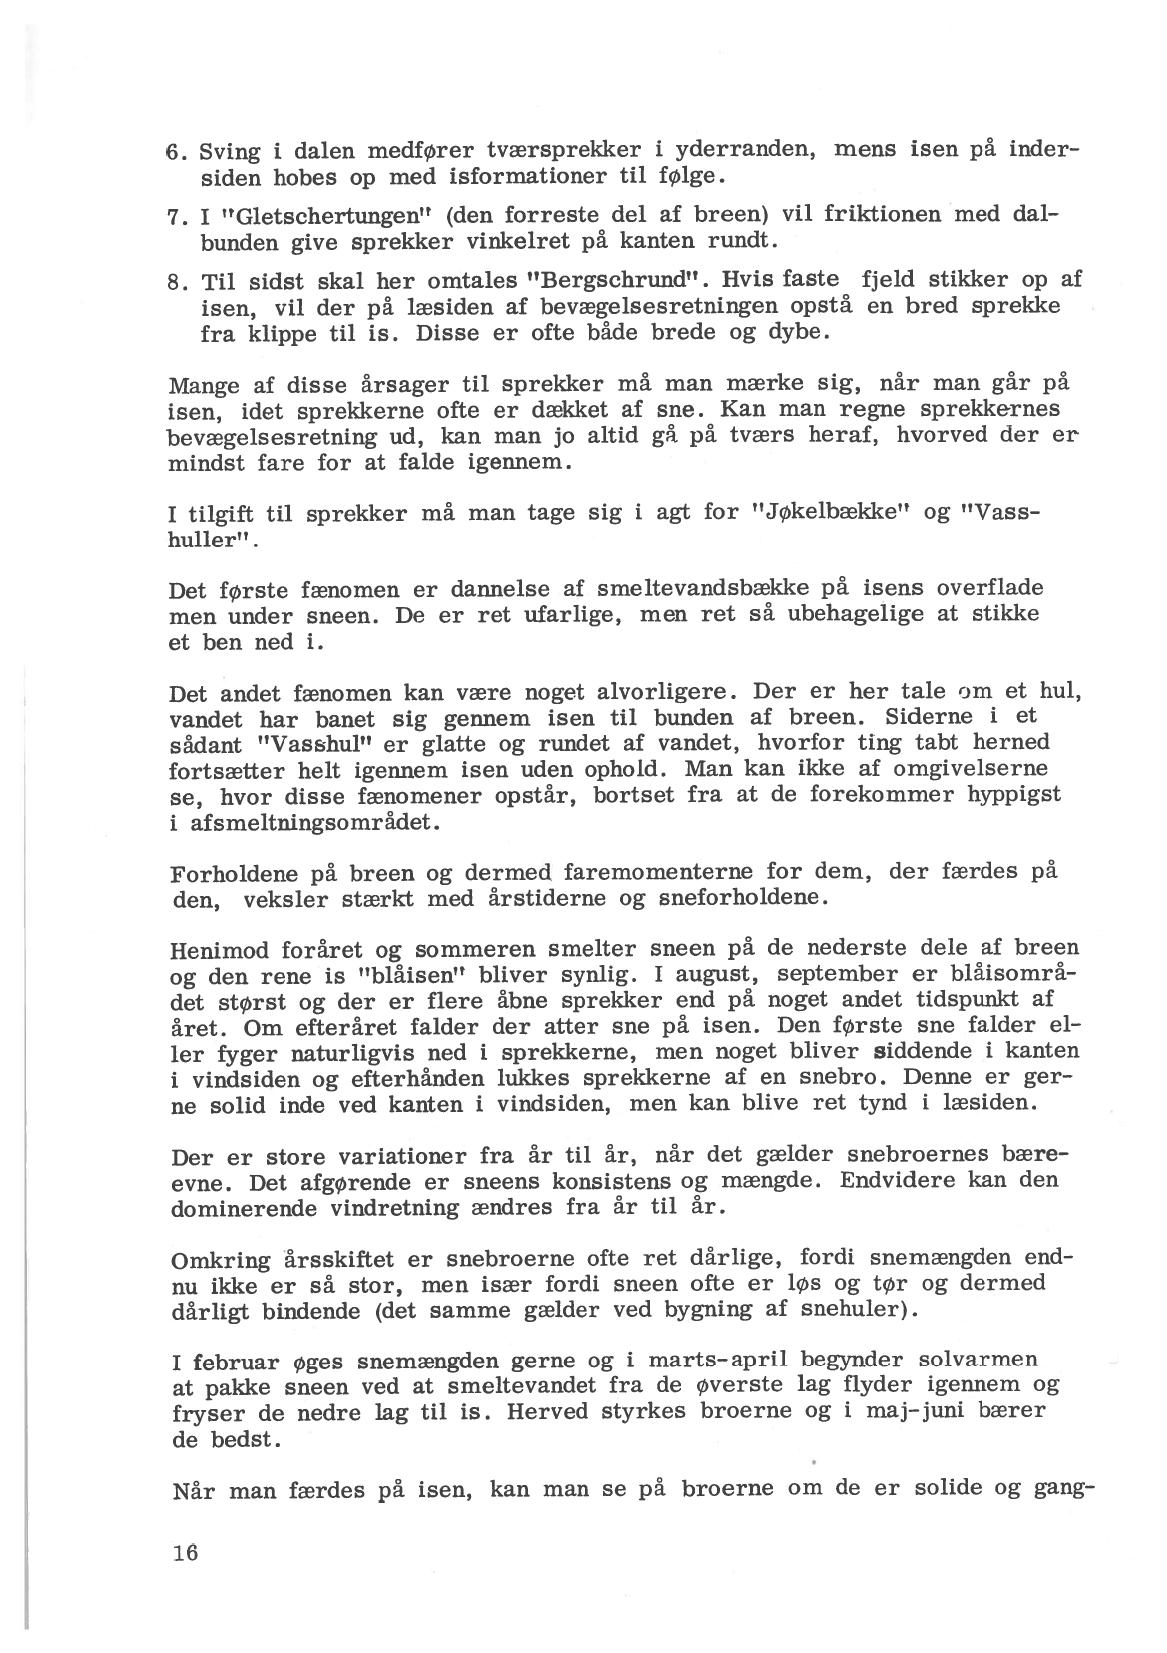 6. Sving i dalen medfører tværsprekker i yderranden, mens isen på inder-
siden hobes op med isformationer til følge.
7. I "Gletschertungen" (den forreste del af breen) vil friktionen med dal-
bunden give sprekker vinkelret på kanten rundt.
8. Til sidst skal her omtales "Bergschrund". Hvis faste fjeld stikker op af
isen, vil der på læsiden af bevægelsesretningen opstå en bred sprekke
fra klippe til is. Disse er ofte både brede og dybe.
Mange af disse årsager til sprekker må man mærke sig, når man går på
isen, idet sprekkerne ofte er dækket af sne. Kan man regne sprekkernes
bevægelsesretning ud, kan man jo altid gå på tværs heraf, hvorved der er
mindst fare for at falde igennem.
I tilgift til sprekker må man tage sig i agt for "Jøkelbække" og "Vass-
huller".
Det første fænomen er dannelse af smeltevandsbække på isens overflade
men under sneen. De er ret ufarlige, men ret så ubehagelige at stikke
et ben ned i.
Det andet fænomen kan være noget alvorligere. Der er her tale om et hul,
vandet har banet sig gennem isen til bunden af breen. Siderne i et
sådant "Vasshul" er glatte og rundet af vandet, hvorfor ting tabt herned
fortsætter helt igennem isen uden ophold. Man kan ikke af omgivelserne
se, hvor disse fænomener opstår, bortset fra at de forekommer hyppigst
i afsmeltningsområdet.
Forholdene på breen og dermed faremomenterne for dem, der færdes på
den, veksler stærkt med årstiderne og sneforholdene.
Henimod foråret og sommeren smelter sneen på de nederste dele af breen
og den rene is "blåisen" bliver synlig. I august, september er blåisområ-
det størst og der er flere åbne sprekker end på noget andet tidspunkt af
året. Om efteråret falder der atter sne på isen. Den første sne falder el-
ler fyger naturligvis ned i sprekkerne, men noget bliver siddende i kanten
i vindsiden og efterhånden lukkes sprekkerne af en snebro. Denne er ger-
ne solid inde ved kanten i vindsiden, men kan blive ret tynd i læsiden.
Der er store variationer fra år til år, når det gælder snebroernes bære-
evne. Det afgørende er sneens konsistens og mængde. Endvidere kan den
dominerende vindretning ændres fra år til år.
Omkring årsskiftet er snebroerne ofte ret dårlige, fordi snemængden end-
nu ikke er så stor, men især fordi sneen ofte er løs og tør og dermed
dårligt bindende (det samme gælder ved bygning af snehuler).
I februar øges snemængden gerne og i marts-april begynder solvarmen
at pakke sneen ved at smeltevandet fra de øverste lag flyder igennem og
fryser de nedre lag til is. Herved styrkes broerne og i maj-juni bærer
de bedst.
Når man færdes på isen, kan man se på broerne om de er solide og gang-
16